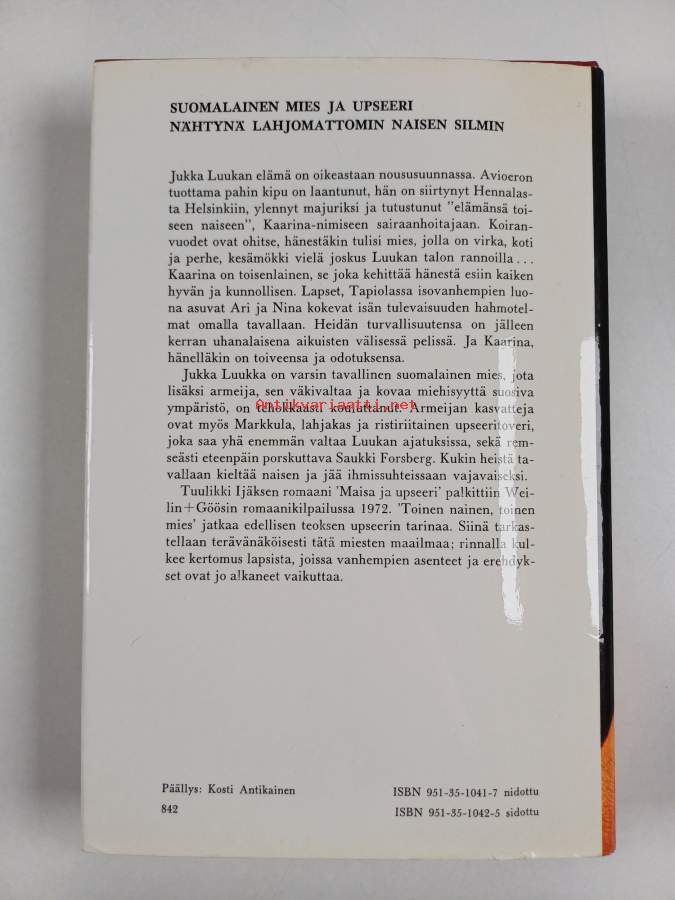 SUOMALAINEN MIES JA UPSEERI
NÄHTYNÄ LAHJOMATTOMIN NAISEN SILMIN
Jukka Luukan elämä on oikeastaan noususuunnassa. Avioeron
tuottama pahin kipu on laantunut, hän on siirtynyt Hennalas-
ta Helsinkiin, ylennyt majuriksi ja tutustunut "elämänsä toi-
seen naiseen", Kaarina-nimiseen sairaanhoitajaan. Koiran-
vuodet ovat ohitse, hänestäkin tulisi mies, jolla on virka, koti
ja perhe, kesämökki vielä joskus Luukan talon rannoilla...
Kaarina on toisenlainen, se joka kehittää hänestä esiin kaiken
hyvän ja kunnollisen. Lapset, Tapiolassa isovanhempien luo-
na asuvat Ari ja Nina kokevat isän tulevaisuuden hahmotel-
mat omalla tavallaan. Heidän turvallisuutensa on jälleen
kerran uhanalaisena aikuisten välisessä pelissä. Ja Kaarina,
hänelläkin on toiveensa ja odotuksensa.
Jukka Luukka on varsin tavallinen suomalainen mies, jota
lisäksi armeija, sen väkivaltaa ja kovaa miehisyyttä suosiva
ympäristö, on tehokkaasti kouluttanut. Armeijan kasvatteja
Antikvariaatti.net
ovat myös Markkula, lahjakas ja ristiriitainen upseeritoveri,
joka saa yhä enemmän valtaa Luukan ajatuksissa, sekä rem-
seästi eteenpäin porskuttava Saukki Forsberg. Kukin heistä ta-
vallaan kieltää naisen ja jää ihmissuhteissaan vajavaiseksi.
Tuulikki Ijäksen romaani 'Maisa ja upseeri' palkittiin Wei-
lin+Göösin romaanikilpailussa 1972. 'Toinen nainen, toinen
mies' jatkaa edellisen teoksen upseerin tarinaa. Siinä tarkas-
tellaan terävänäköisesti tätä miesten maailmaa; rinnalla kul-
kee kertomus lapsista, joissa vanhempien asenteet ja erehdyk-
set ovat jo alkaneet vaikuttaa.
Päällys: Kosti Antikainen
842
ISBN 951-35-1041-7 nidottu
ISBN 951-35-1042-5 sidottu